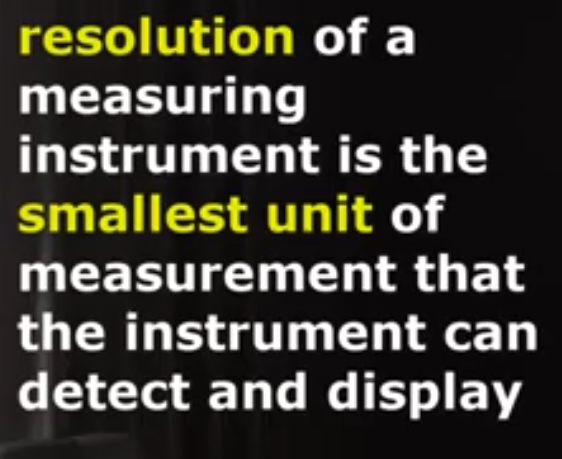 resolution of a
measuring
instrument is the
smallest unit of
measurement that
the instrument can
detect and display